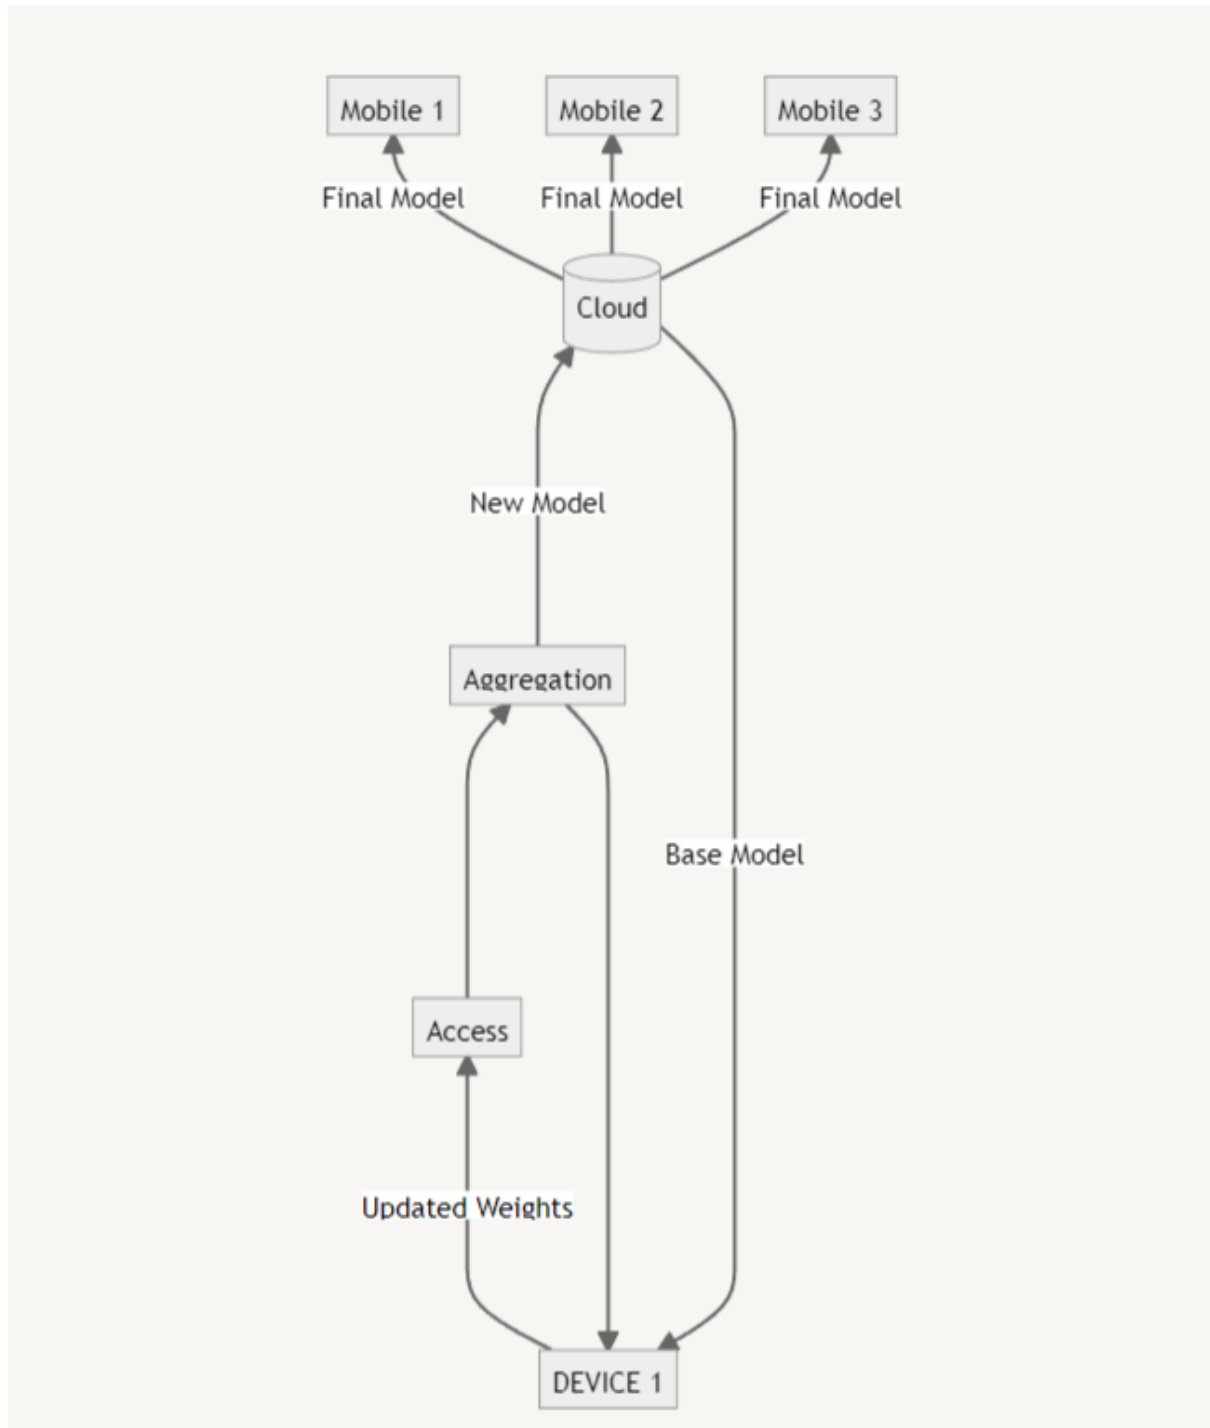 Mobile 1
Mobile 2
Mobile 3
Final Model
Final Model
Final Model
Cloud
New Model
Aggregation
Base Model
Access
Updated Weights
DEVICE 1